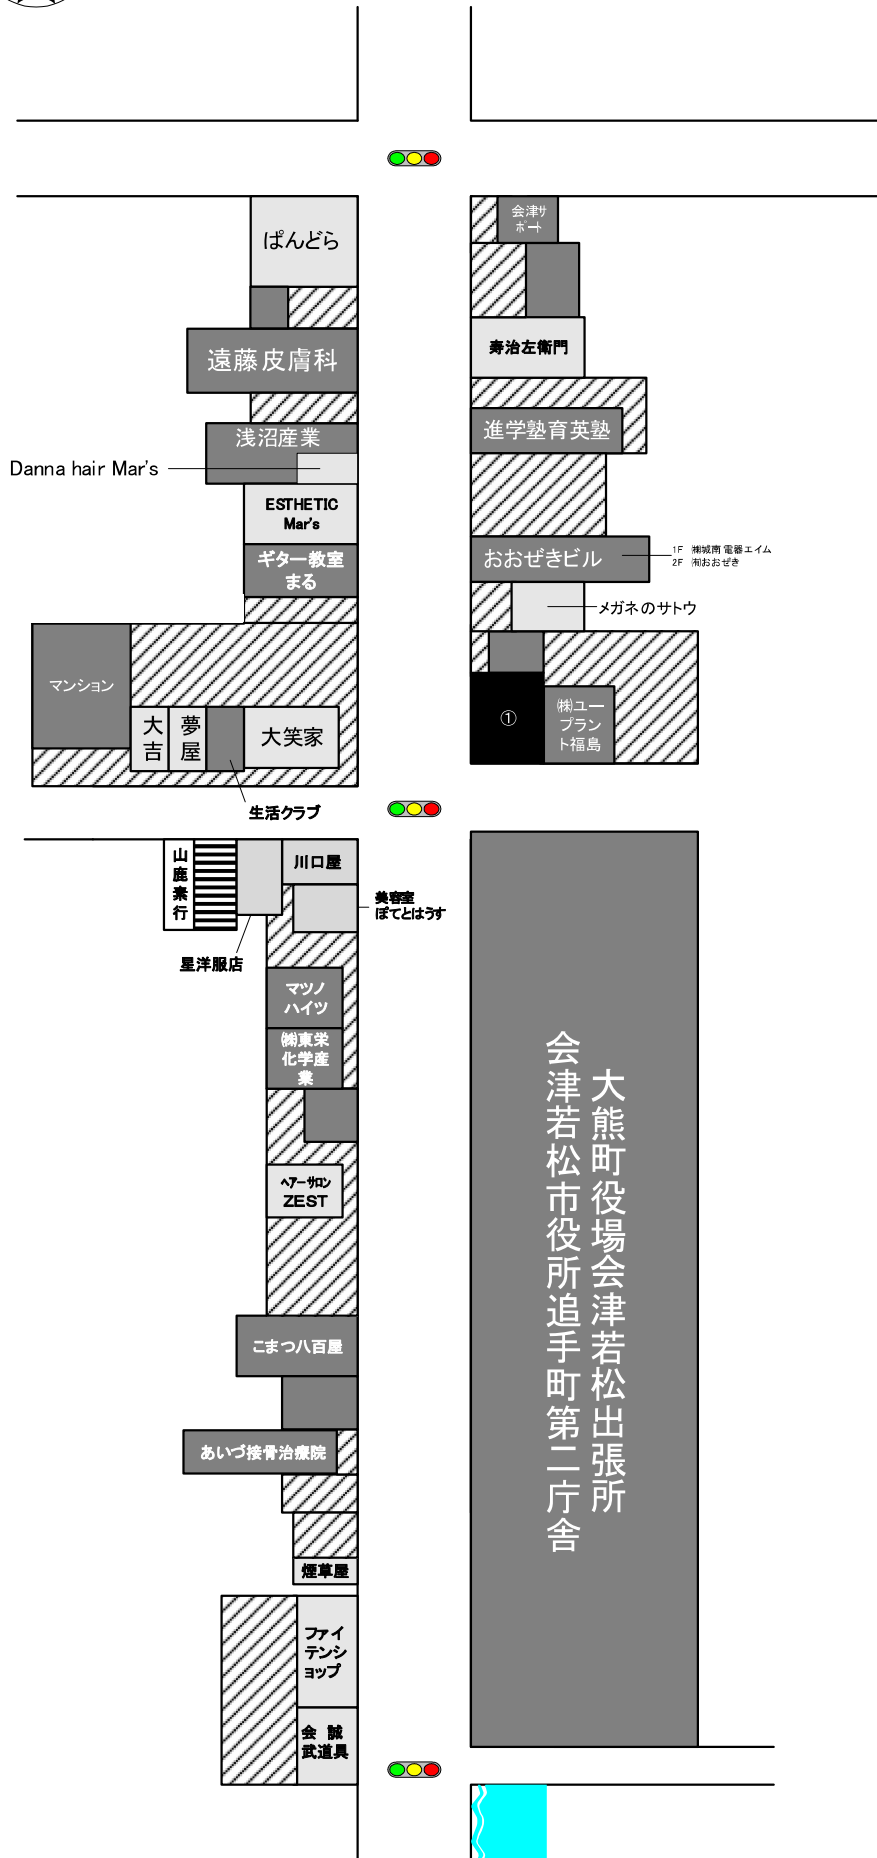 ぱんどら
遠藤皮膚科
浅沼産業
Danna hair Mar's
ESTHETIC
Mar's
ギター教室
まる
マンション
大吉
夢屋
大笑家
生活クラブ
会津サ
ポート
寿治左衛門
進学塾育英塾
おおぜきビル
1F ㈱城南電器エイム
2F ㈲おおぜき
メガネのサトウ
①
㈱ユー
プラン
ト福島
山鹿素行
川口屋
美容室
ぽてとはうす
星洋服店
マツノ
ハイツ
㈱東栄
化学産
業
ヘアーサロン
ZEST
こまつ八百屋
あいづ接骨治療院
煙草屋
ファイ
テンシ
ョップ
会 誠
武道具
大熊町役場会津若松出張所
会津若松市役所追手町第二庁舎